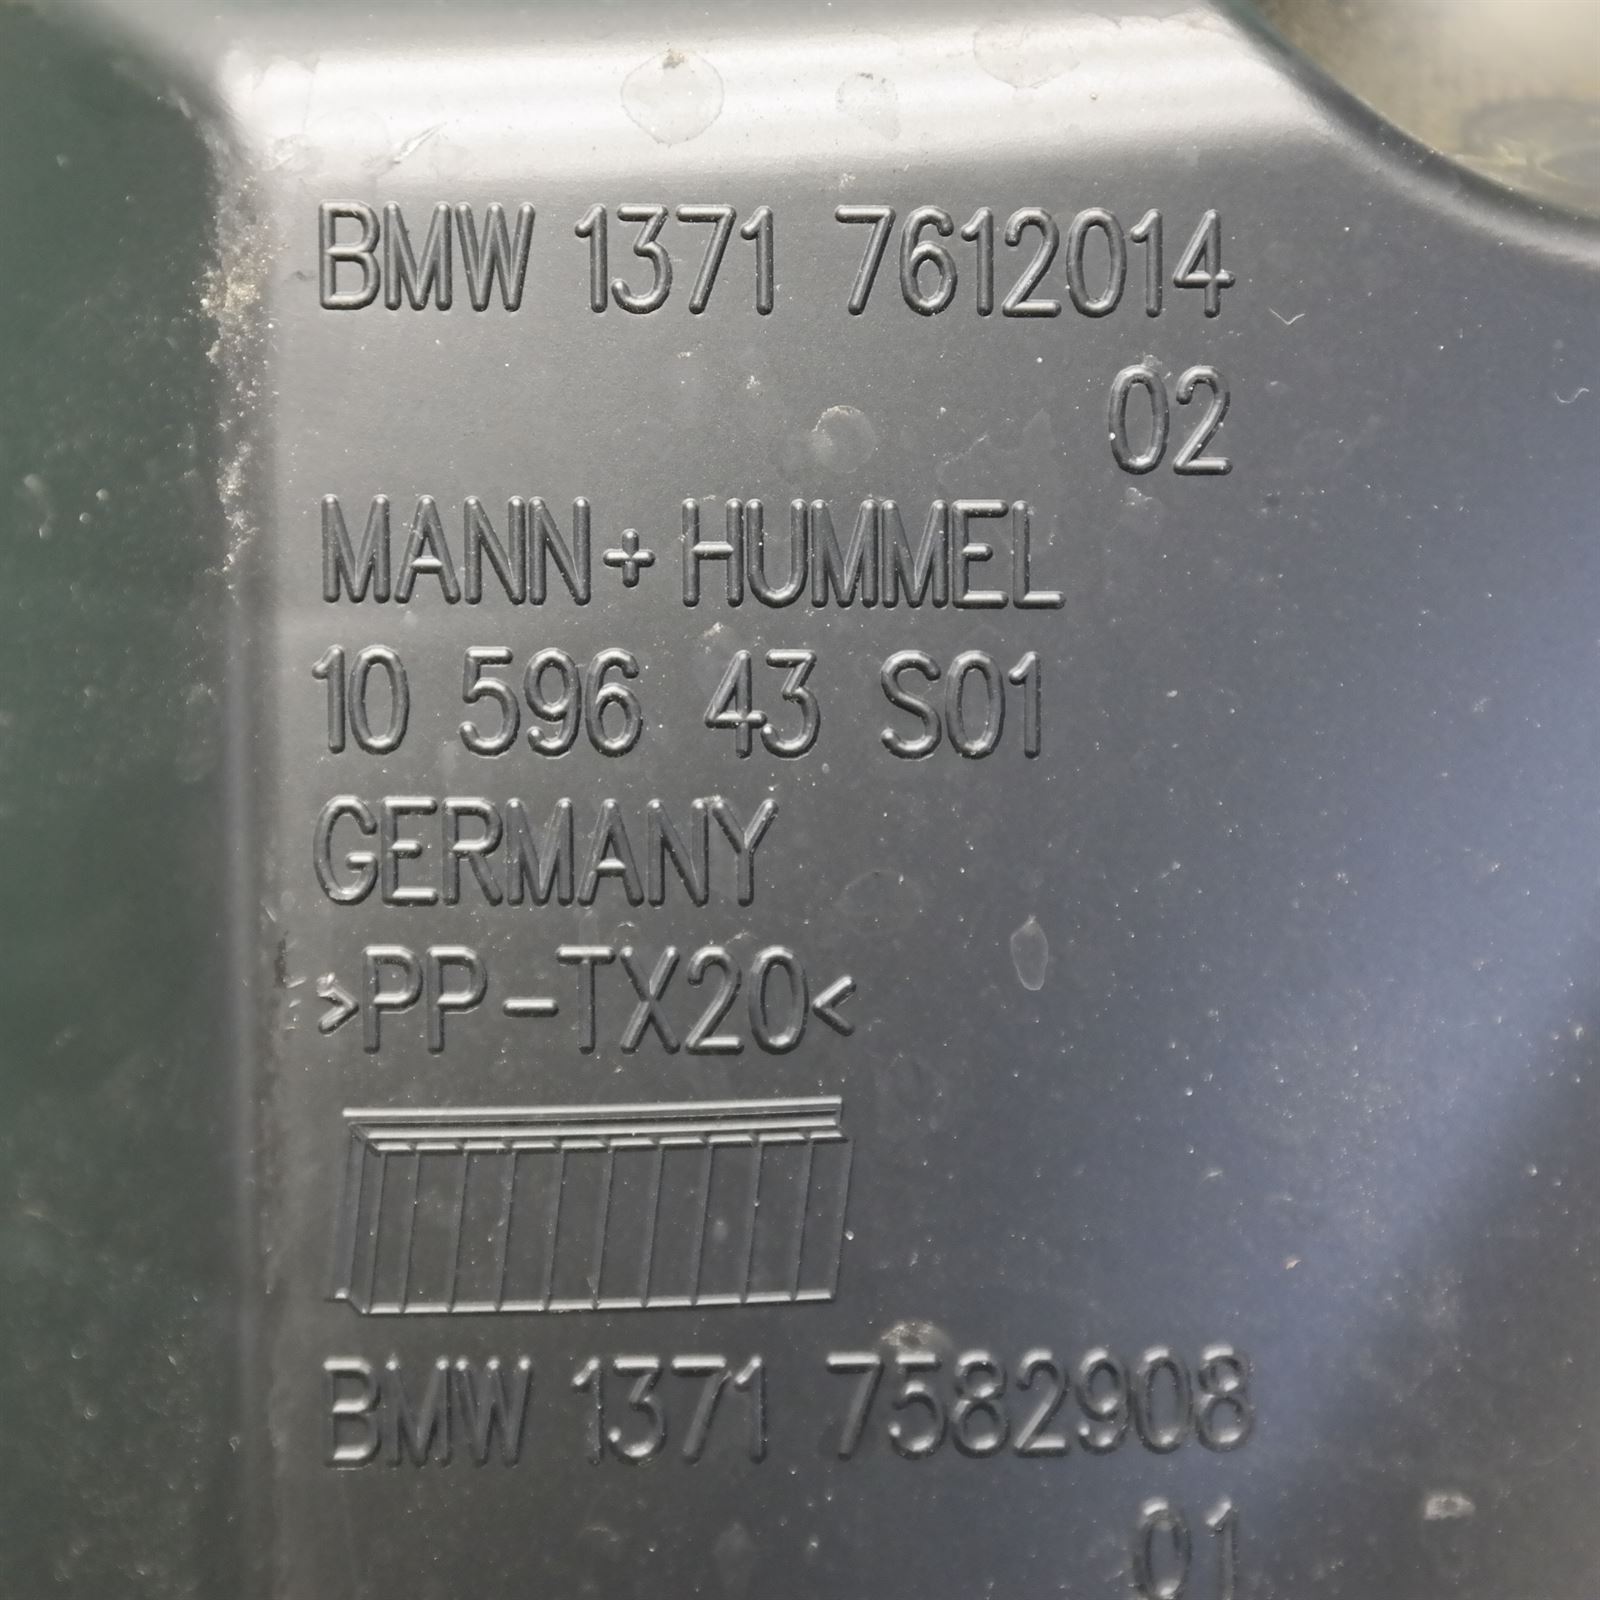 BMW 1371 7612014
02
MANN+HUMMEL
10 596 43 S01
GERMANY
>PP-TX20<
BMW 1371 7582908
01